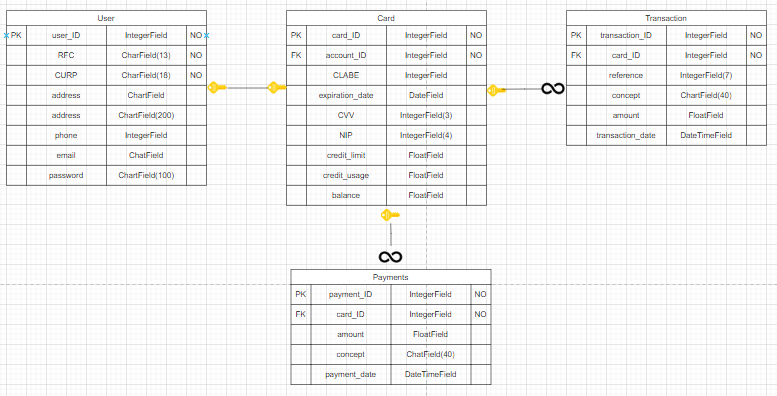 User
PK user_ID IntegerField NO
RFC CharField(13) NO
CURP CharField(18) NO
address ChartField
address ChartField(200)
phone IntegerField
email ChatField
password ChartField(100)
Card
PK card_ID IntegerField NO
FK account_ID IntegerField NO
CLABE IntegerField
expiration_date DateField
CVV IntegerField(3)
NIP IntegerField(4)
credit_limit FloatField
credit_usage FloatField
balance FloatField
Transaction
PK transaction_ID IntegerField NO
FK card_ID IntegerField NO
reference IntegerField(7)
concept ChartField(40)
amount FloatField
transaction_date DateTimeField
Payments
PK payment_ID IntegerField NO
FK card_ID IntegerField NO
amount FloatField
concept ChatField(40)
payment_date DateTimeField